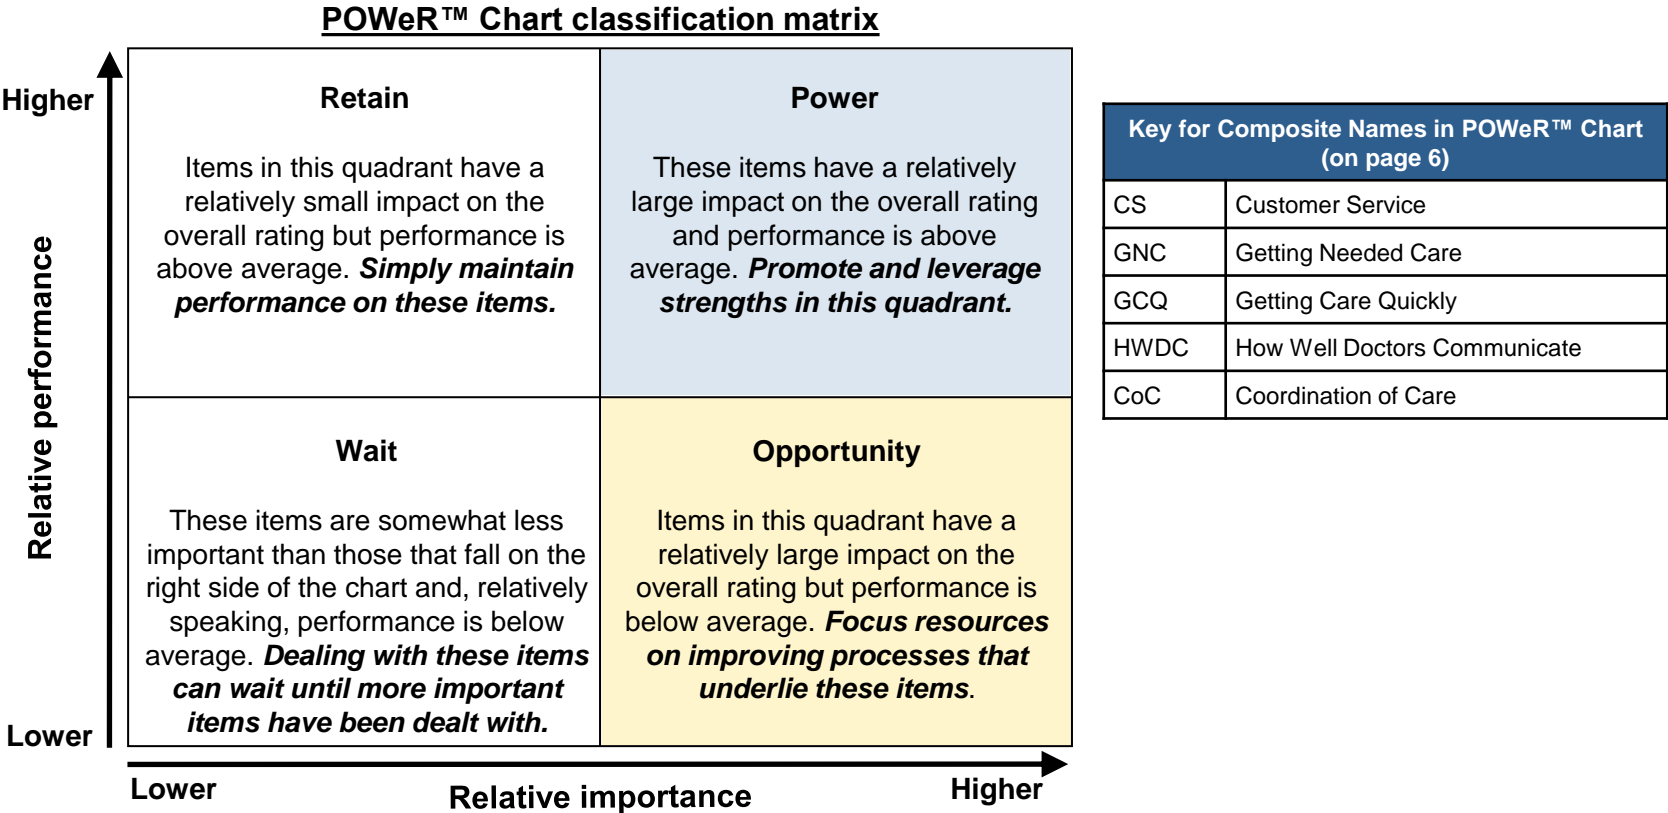 POWeR™ Chart classification matrix
Higher
Relative performance
Lower
Retain
Items in this quadrant have a
relatively small impact on the
overall rating but performance is
above average. Simply maintain
performance on these items.
Power
These items have a relatively
large impact on the overall rating
and performance is above
average. Promote and leverage
strengths in this quadrant.
Wait
These items are somewhat less
important than those that fall on the
right side of the chart and, relatively
speaking, performance is below
average. Dealing with these items
can wait until more important
items have been dealt with.
Opportunity
Items in this quadrant have a
relatively large impact on the
overall rating but performance is
below average. Focus resources
on improving processes that
underlie these items.
Lower
Relative importance
Higher
Key for Composite Names in POWeR™ Chart
(on page 6)
CS Customer Service
GNC Getting Needed Care
GCQ Getting Care Quickly
HWDC How Well Doctors Communicate
CoC Coordination of Care